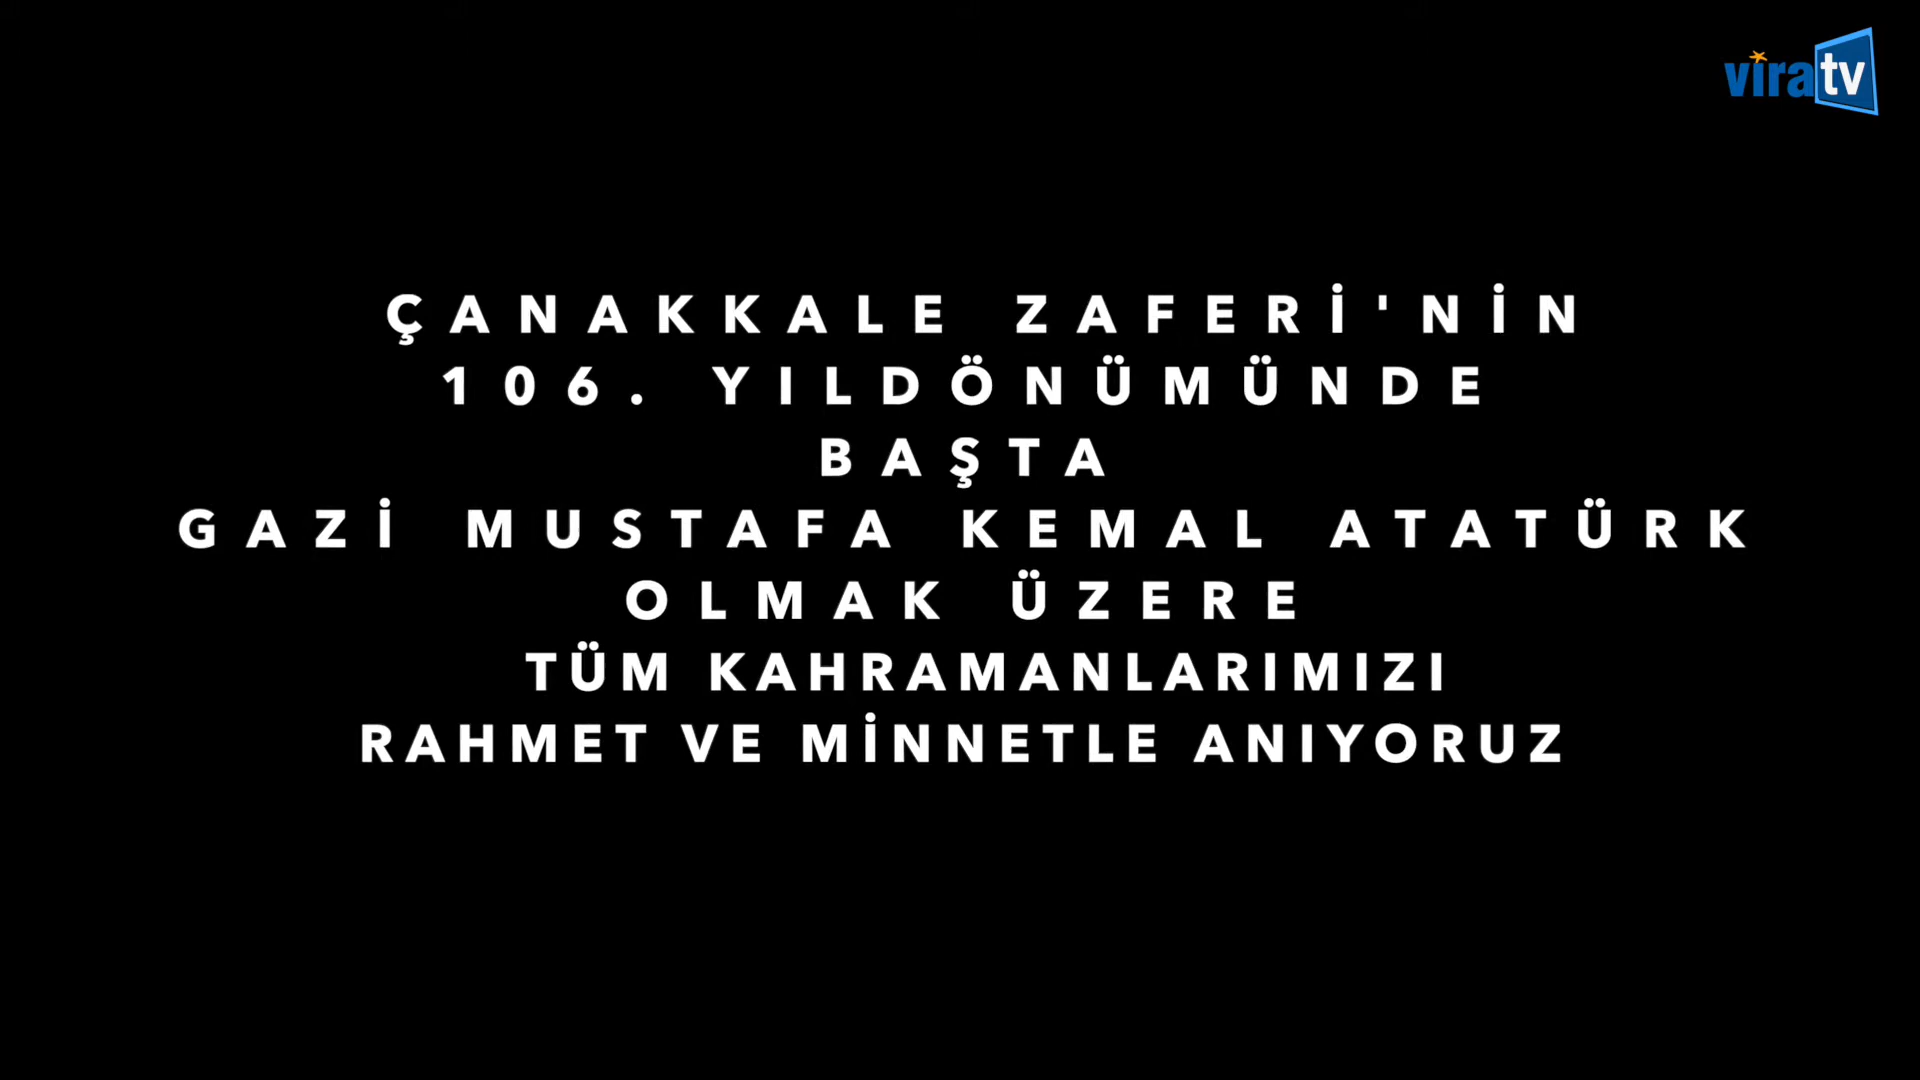 viratv
ÇANAKKALE ZAFERİ'NİN
106. YILDÖNÜMÜNDE
BAŞTA
GAZİ MUSTAFA KEMAL ATATÜRK
OLMAK ÜZERE
TÜM KAHRAMANLARIMIZI
RAHMET VE MİNNETLE ANIYORUZ